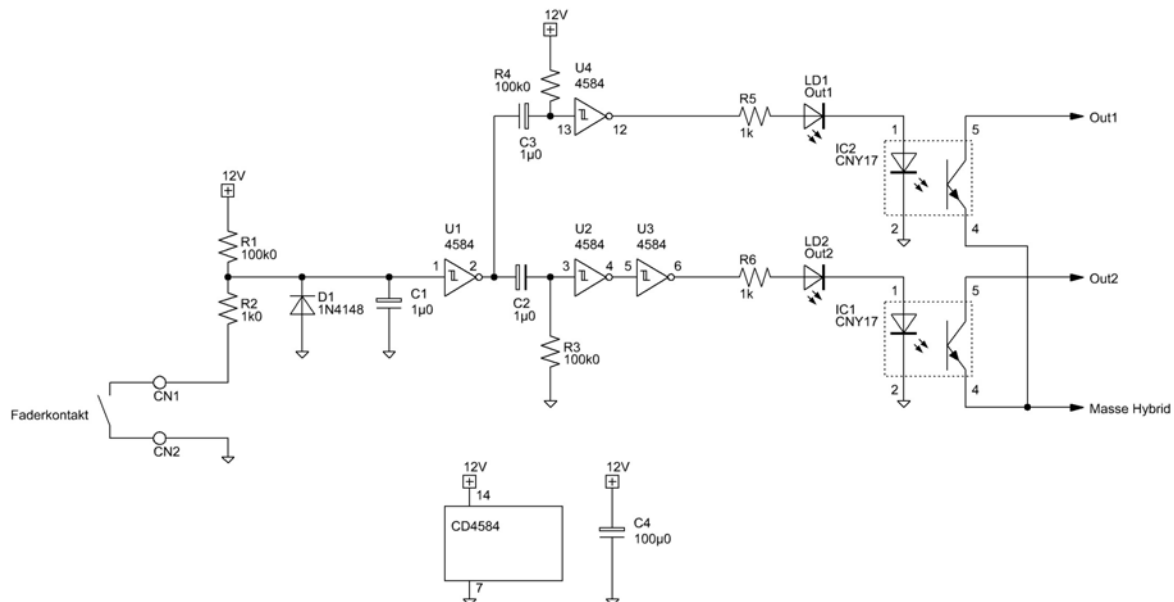 12V
R4
100k0
U4
4584
13
12
C3
1µ0
R5
1k
LD1
Out1
1
2
IC2
CNY17
5
4
Out1
12V
R1
100k0
R2
1k0
D1
1N4148
C1
1µ0
U1
4584
1
2
C2
1µ0
R3
100k0
U2
4584
3
4
U3
4584
5
6
R6
1k
LD2
Out2
1
2
IC1
CNY17
5
4
Out2
Masse Hybrid
Faderkontakt
CN1
CN2
12V
14
CD4584
7
12V
C4
100µ0